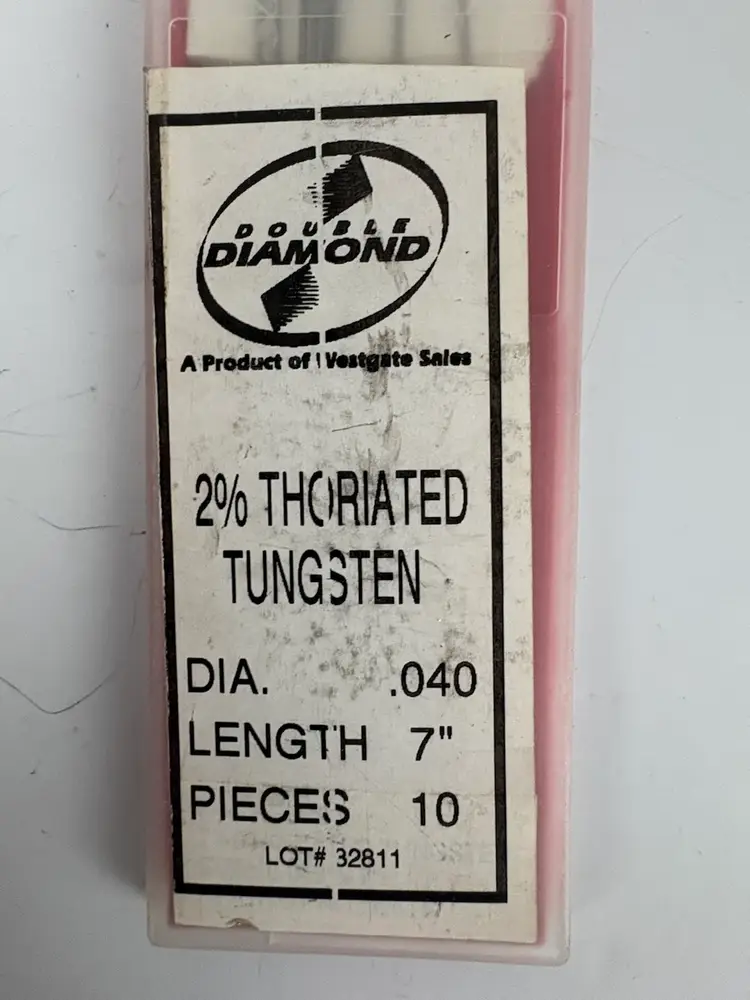 DOUBLE
DIAMOND
A Product of Westgate Sales
2% THORIATED
TUNGSTEN
DIA. .040
LENGTH 7"
PIECES 10
LOT# 32811